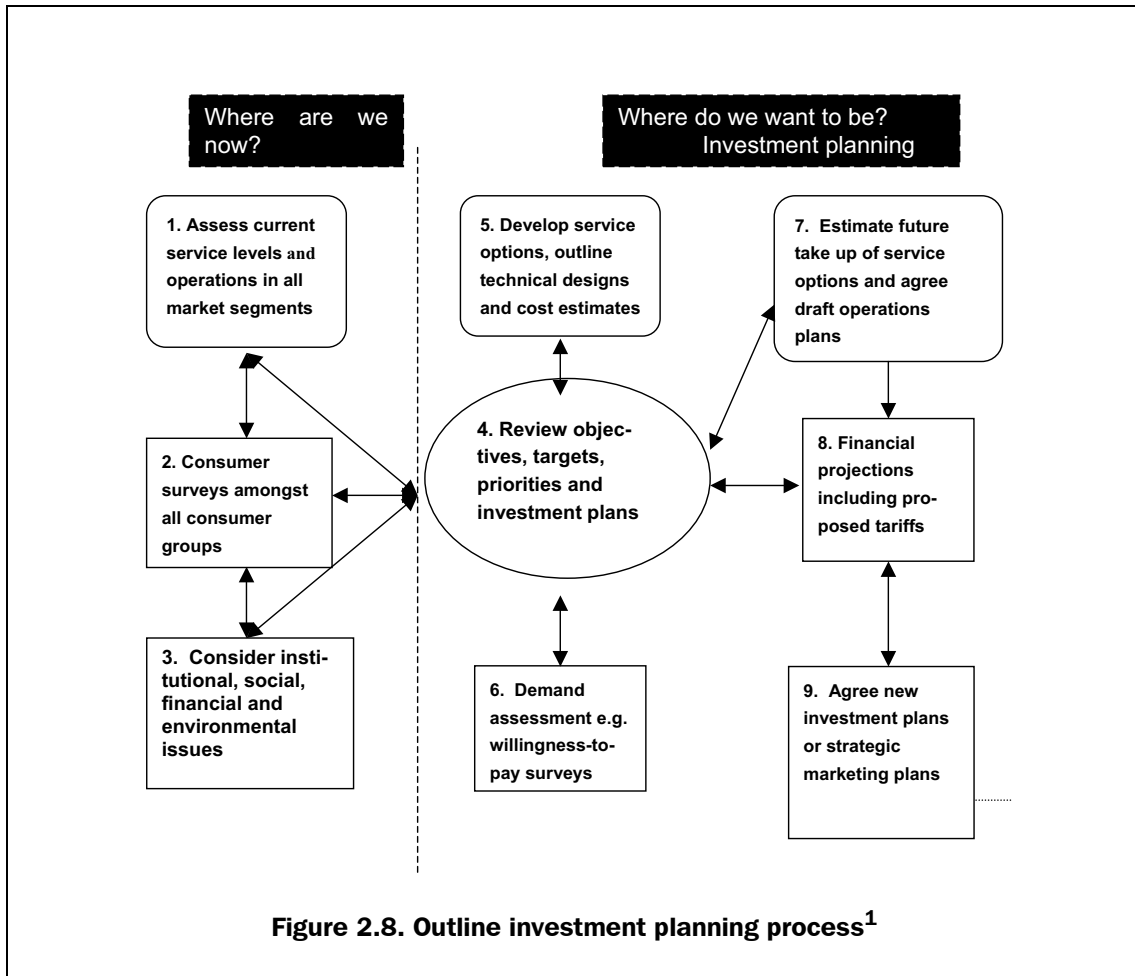 Where are we
now?
Where do we want to be?
Investment planning
1. Assess current
service levels and
operations in all
market segments
5. Develop service
options, outline
technical designs
and cost estimates
7. Estimate future
take up of service
options and agree
draft operations
plans
2. Consumer
surveys amongst
all consumer
groups
4. Review objec-
tives, targets,
priorities and
investment plans
8. Financial
projections
including pro-
posed tariffs
3. Consider insti-
tutional, social,
financial and
environmental
issues
6. Demand
assessment e.g.
willingness-to-
pay surveys
9. Agree new
investment plans
or strategic
marketing plans
Figure 2.8. Outline investment planning process1